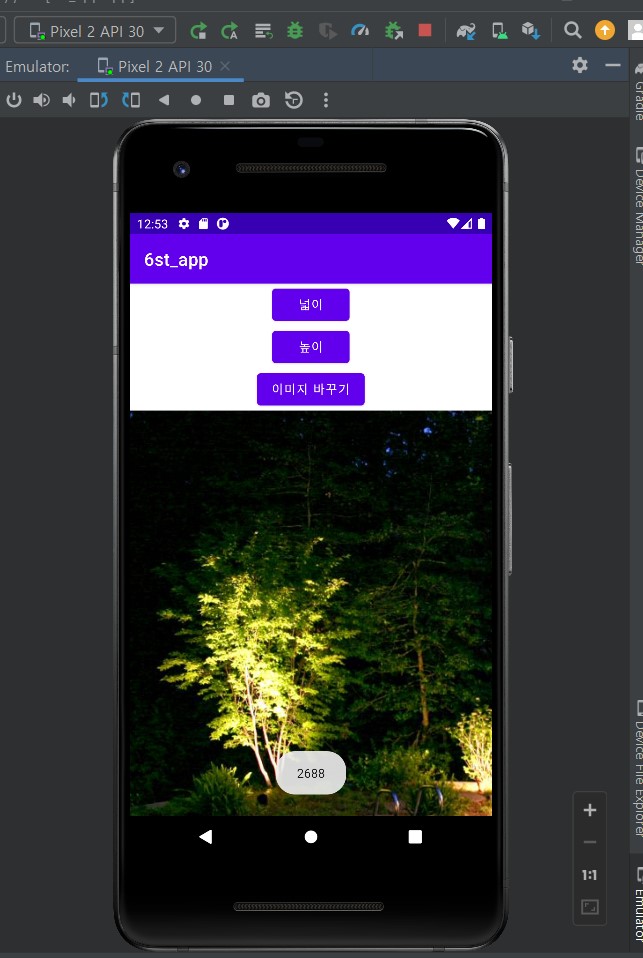 Pixel 2 API 30
Emulator: Pixel 2 API 30
Gradle
Device Manager
12:53
6st_app
넓이
높이
이미지 바꾸기
2688
1:1
Device File Explorer
Emulator